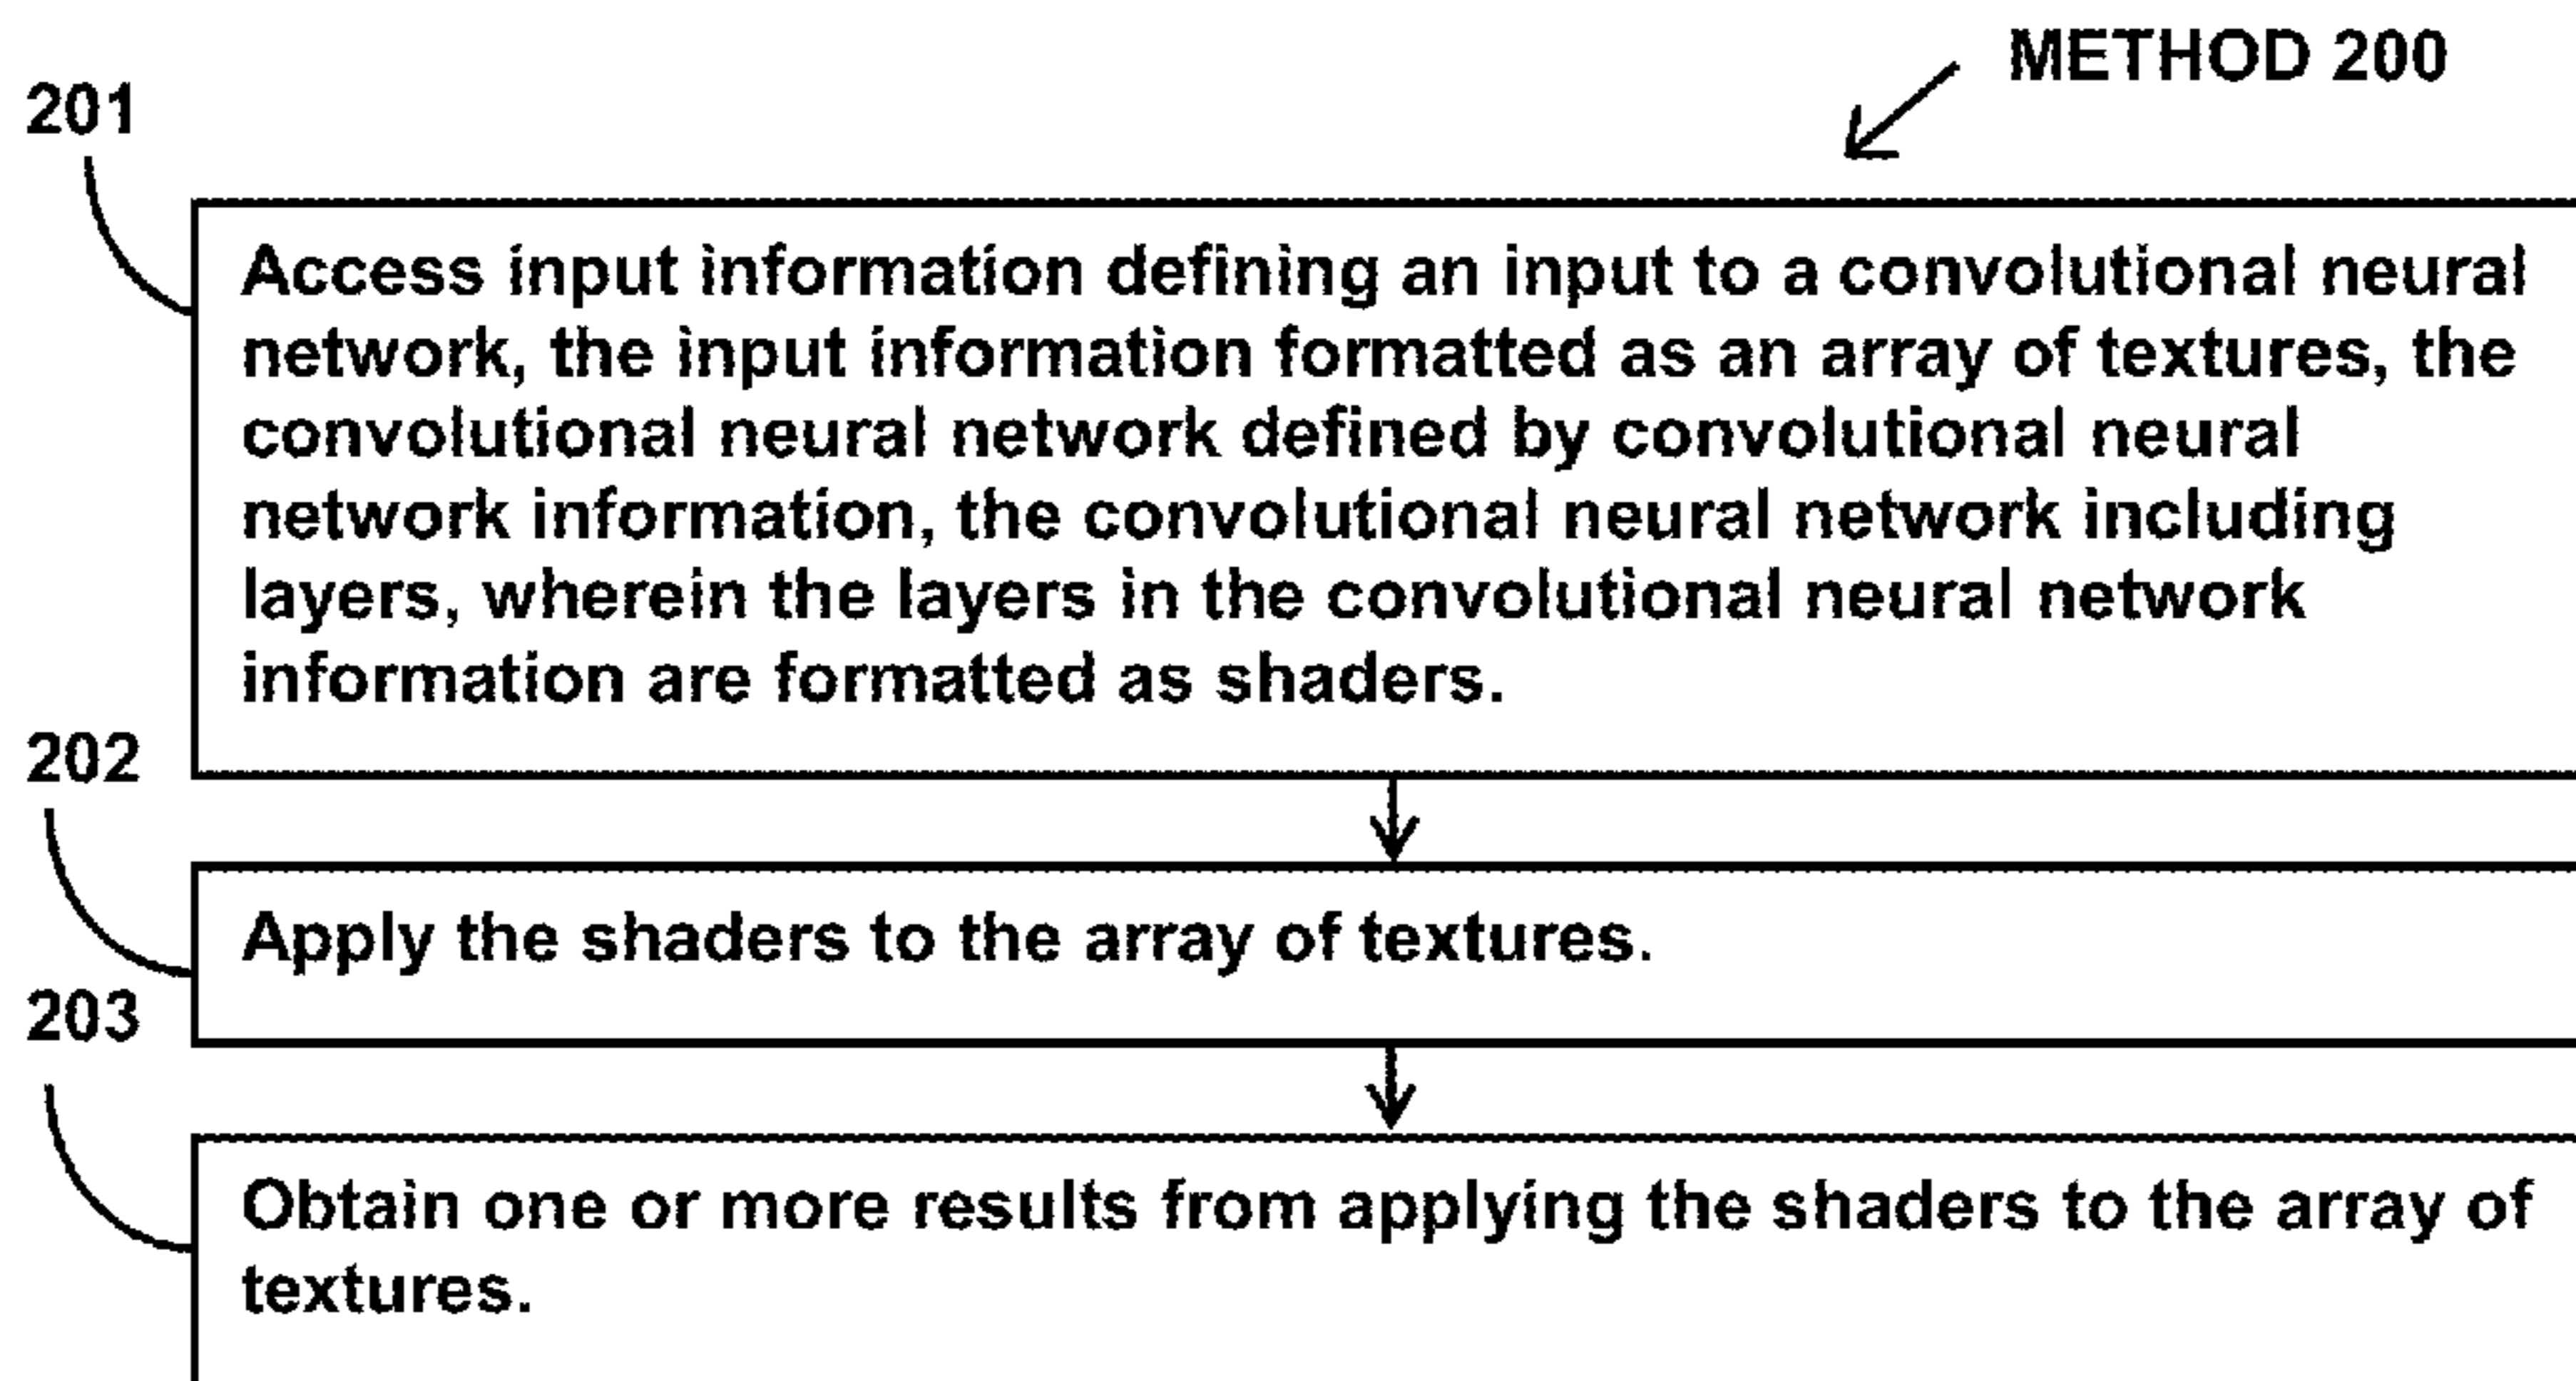 METHOD 200
201
Access input information defining an input to a convolutional neural
network, the input information formatted as an array of textures, the
convolutional neural network defined by convolutional neural
network information, the convolutional neural network including
layers, wherein the layers in the convolutional neural network
information are formatted as shaders.
202
Apply the shaders to the array of textures.
203
Obtain one or more results from applying the shaders to the array of
textures.